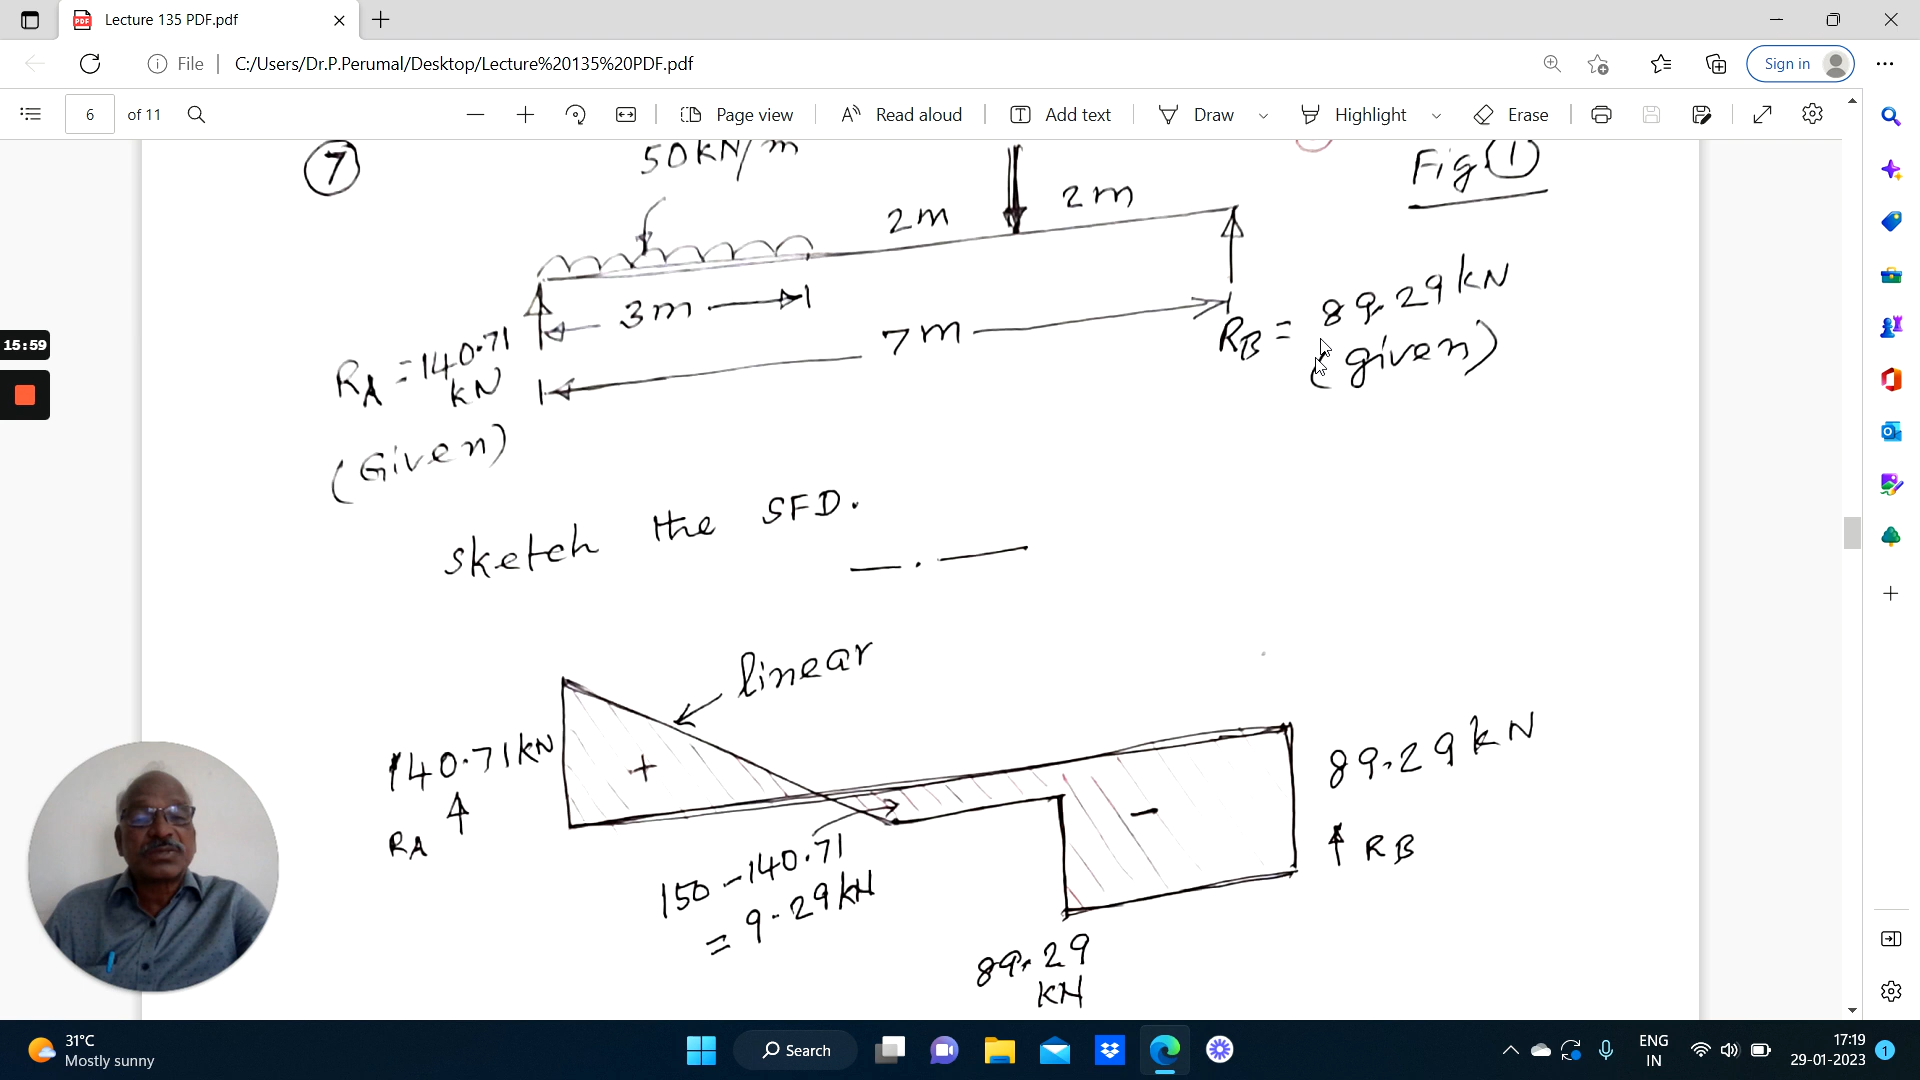 Lecture 135 PDF.pdf
File
C:/Users/Dr.P.Perumal/Desktop/Lecture%20135%20PDF.pdf
Sign in
6 of 11
Page view
Read aloud
Add text
Draw
Highlight
Erase
7
50KN/m
Fig.(1)
2m
2m
3m
7m
RA = 140.71
KN
(Given)
RB = 89.29 KN
(given)
15:59
Sketch the SFD.
linear
+
140.71KN
RA
-
89.29KN
RB
150-140.71
= 9.29KN
89.29
KN
31°C
Mostly sunny
Search
ENG
IN
17:19
29-01-2023
1